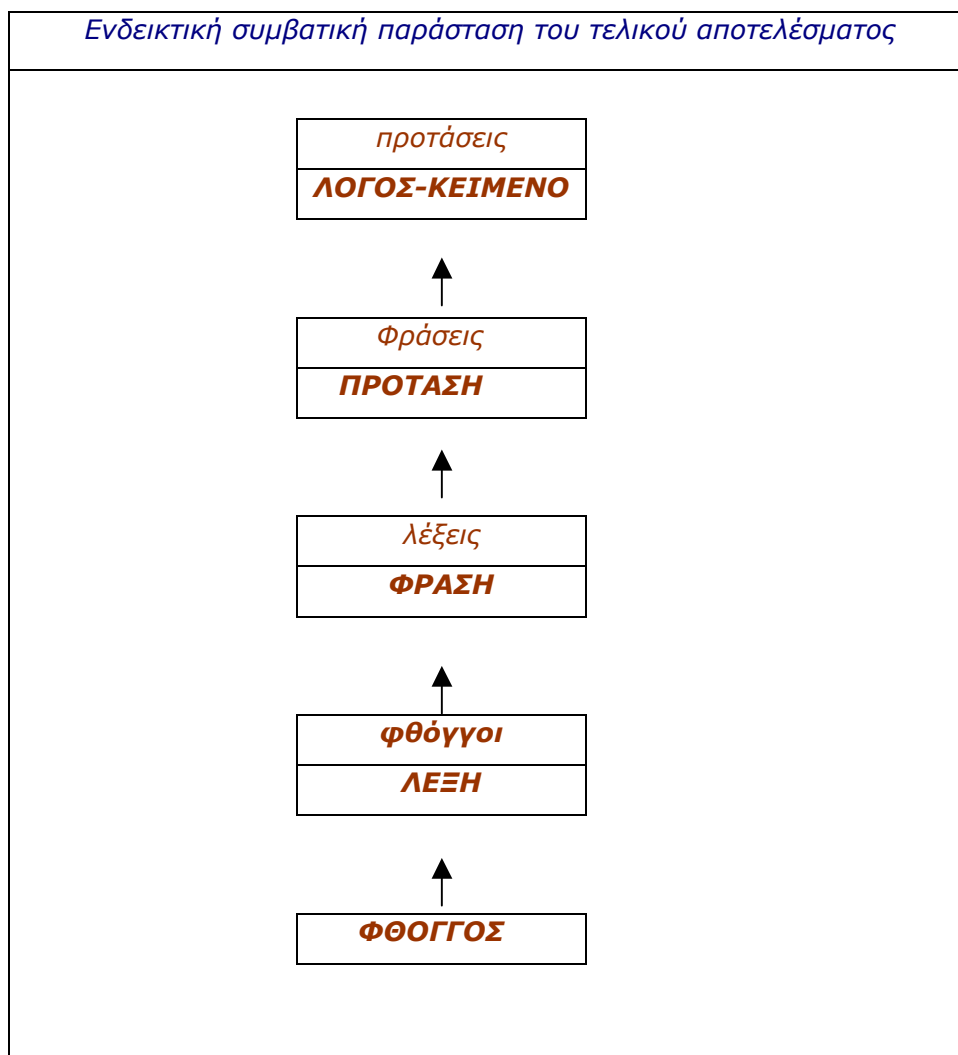 Ενδεικτική συμβατική παράσταση του τελικού αποτελέσματος
προτάσεις
ΛΟΓΟΣ-ΚΕΙΜΕΝΟ
Φράσεις
ΠΡΟΤΑΣΗ
λέξεις
ΦΡΑΣΗ
φθόγγοι
ΛΕΞΗ
ΦΘΟΓΓΟΣ